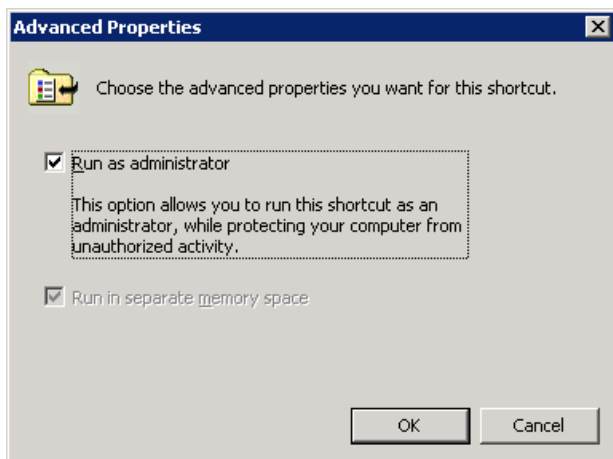 Advanced Properties
Choose the advanced properties you want for this shortcut.
Run as administrator
This option allows you to run this shortcut as an
administrator, while protecting your computer from
unauthorized activity.
Run in separate memory space
OK
Cancel